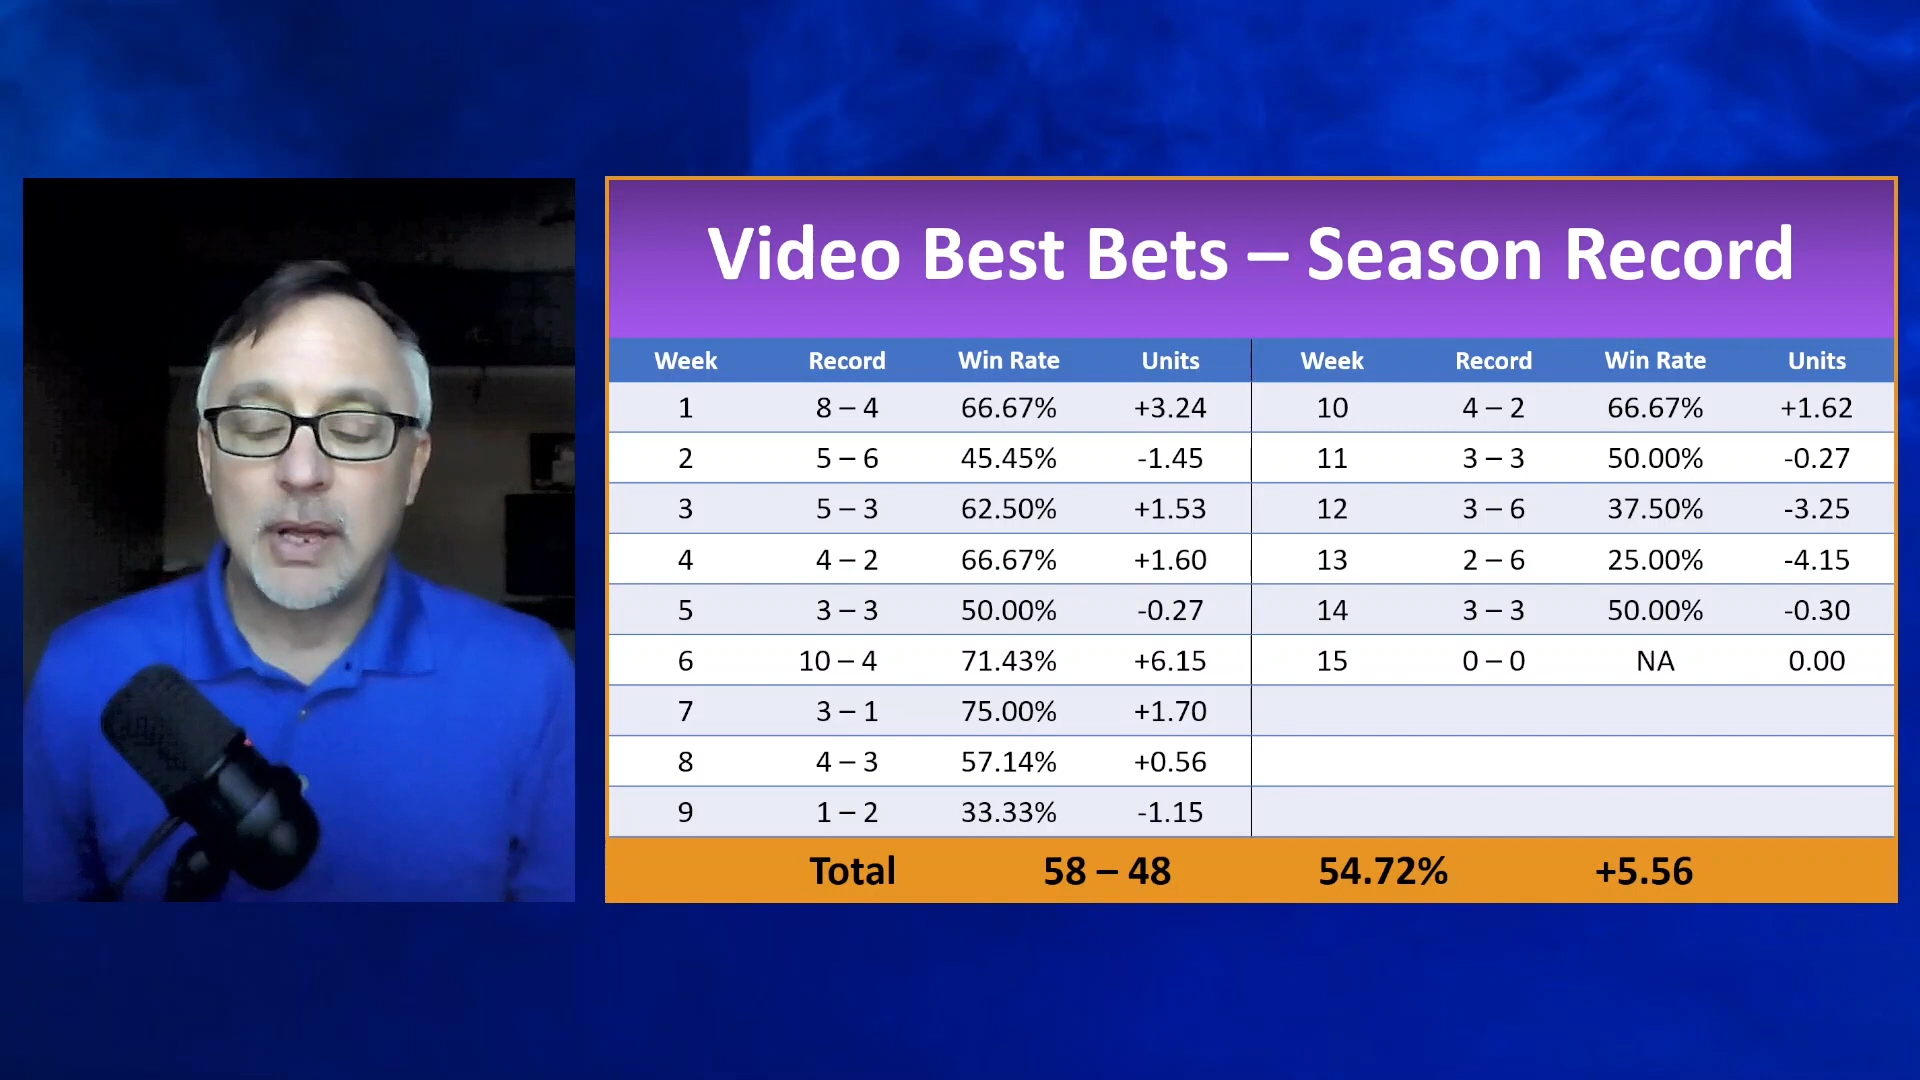 Video Best Bets – Season Record
Week Record Win Rate Units Week Record Win Rate Units
1 8 – 4 66.67% +3.24 10 4 – 2 66.67% +1.62
2 5 – 6 45.45% -1.45 11 3 – 3 50.00% -0.27
3 5 – 3 62.50% +1.53 12 3 – 6 37.50% -3.25
4 4 – 2 66.67% +1.60 13 2 – 6 25.00% -4.15
5 3 – 3 50.00% -0.27 14 3 – 3 50.00% -0.30
6 10 – 4 71.43% +6.15 15 0 – 0 NA 0.00
7 3 – 1 75.00% +1.70
8 4 – 3 57.14% +0.56
9 1 – 2 33.33% -1.15
Total 58 – 48 54.72% +5.56